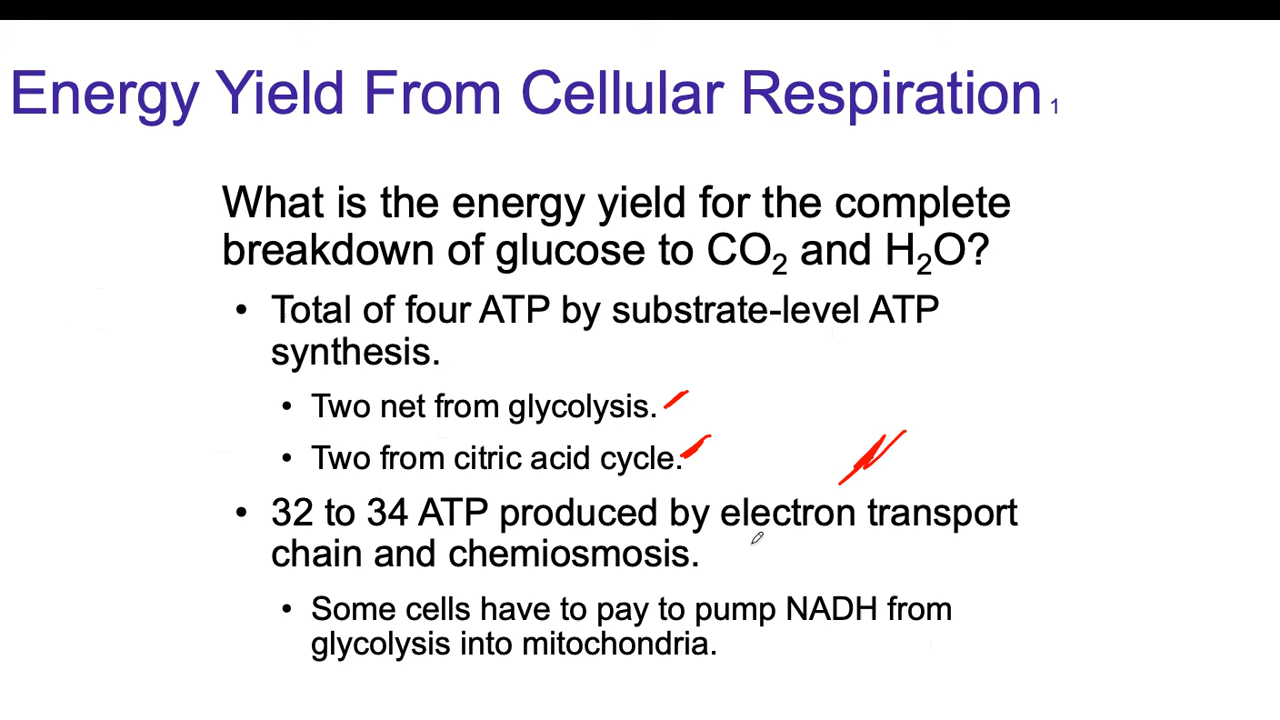 Energy Yield From Cellular Respiration 1
What is the energy yield for the complete
breakdown of glucose to CO₂ and H₂O?
• Total of four ATP by substrate-level ATP
synthesis.
• Two net from glycolysis.
• Two from citric acid cycle.
• 32 to 34 ATP produced by electron transport
chain and chemiosmosis.
• Some cells have to pay to pump NADH from
glycolysis into mitochondria.